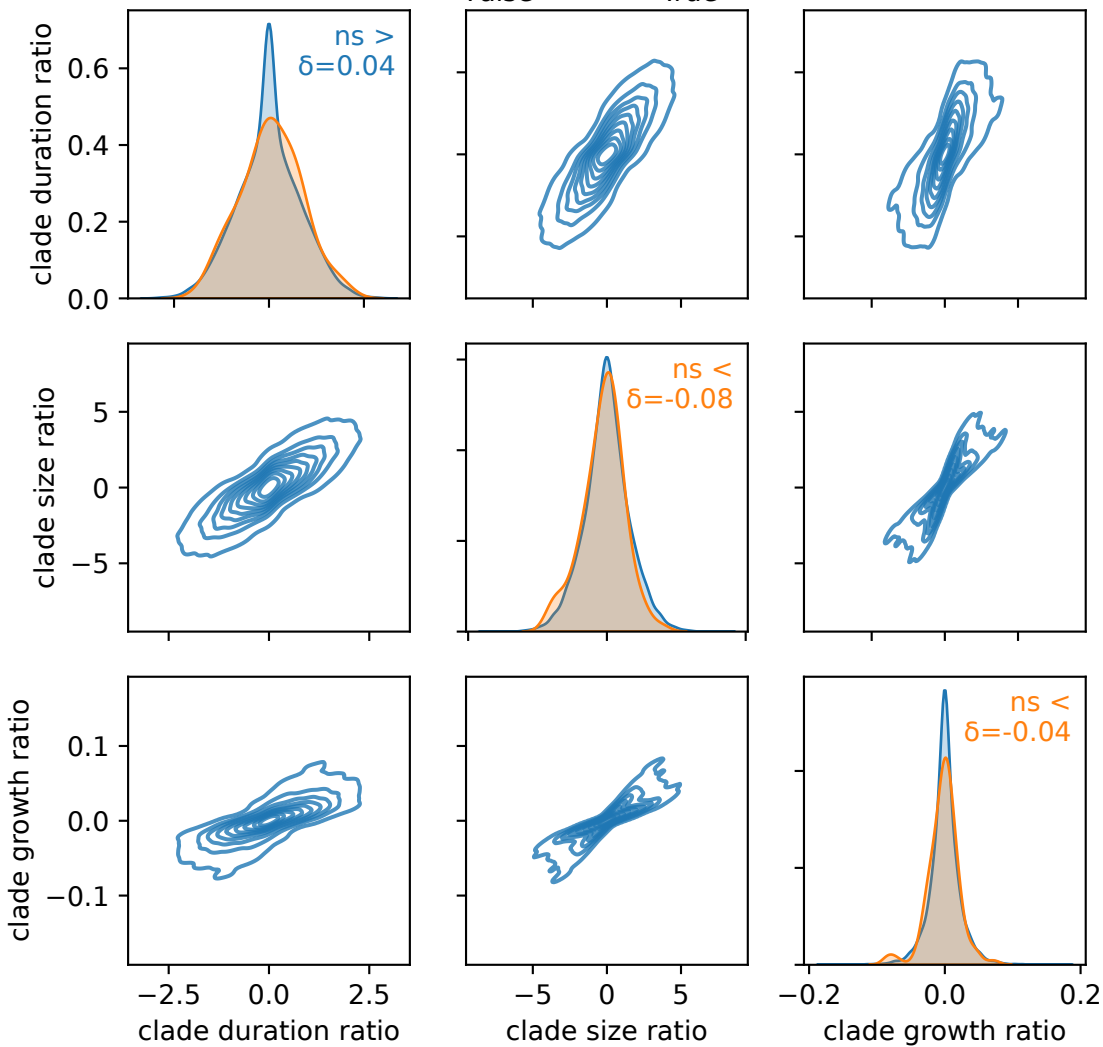 clade duration ratio
0.6
0.4
0.2
0.0
ns >
δ=0.04
clade size ratio
5
0
−5
ns <
δ=-0.08
clade growth ratio
0.1
0.0
−0.1
ns <
δ=-0.04
−2.5 0.0 2.5
clade duration ratio
−5 0 5
clade size ratio
−0.2 0.0 0.2
clade growth ratio